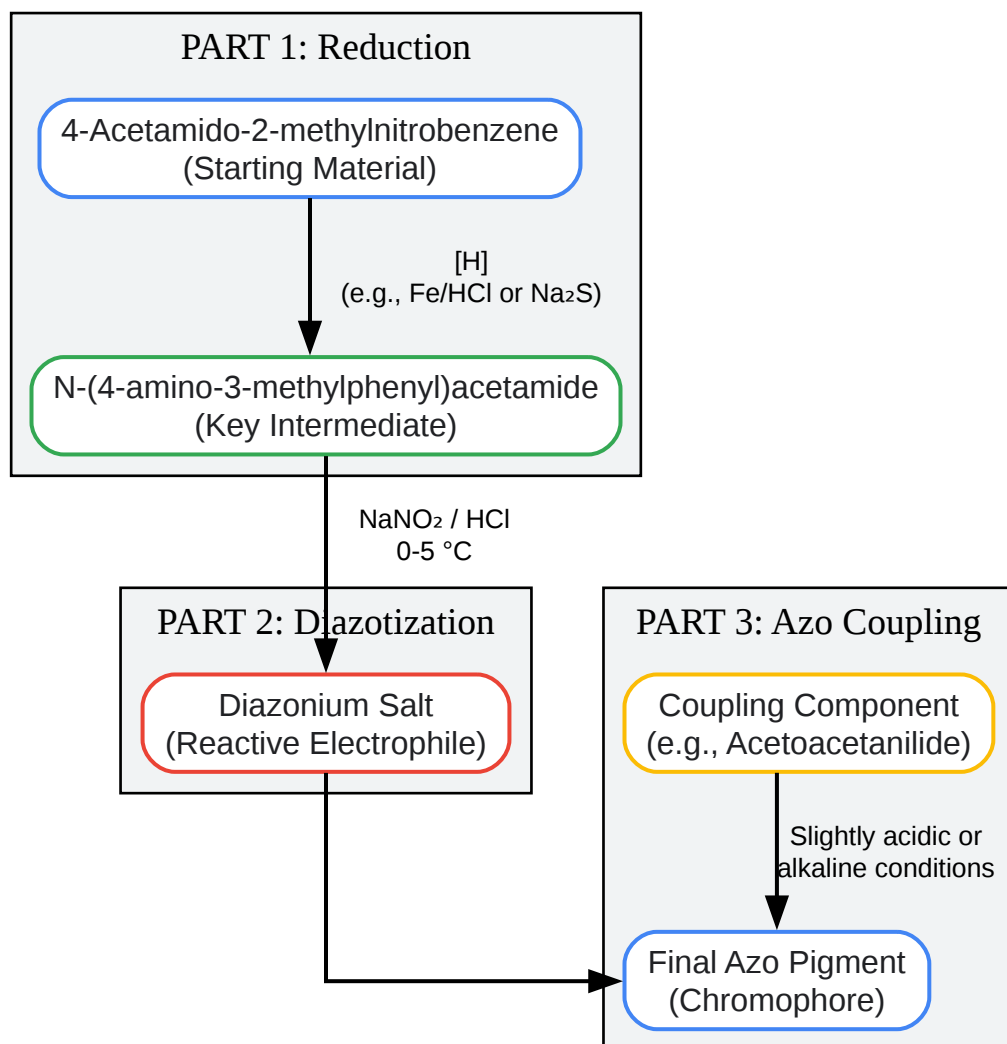 PART 1: Reduction
4-Acetamido-2-methylnitrobenzene
(Starting Material)
[H]
(e.g., Fe/HCl or Na₂S)
N-(4-amino-3-methylphenyl)acetamide
(Key Intermediate)
NaNO₂ / HCl
0-5 °C
PART 2: Diazotization
Diazonium Salt
(Reactive Electrophile)
PART 3: Azo Coupling
Coupling Component
(e.g., Acetoacetanilide)
Slightly acidic or
alkaline conditions
Final Azo Pigment
(Chromophore)